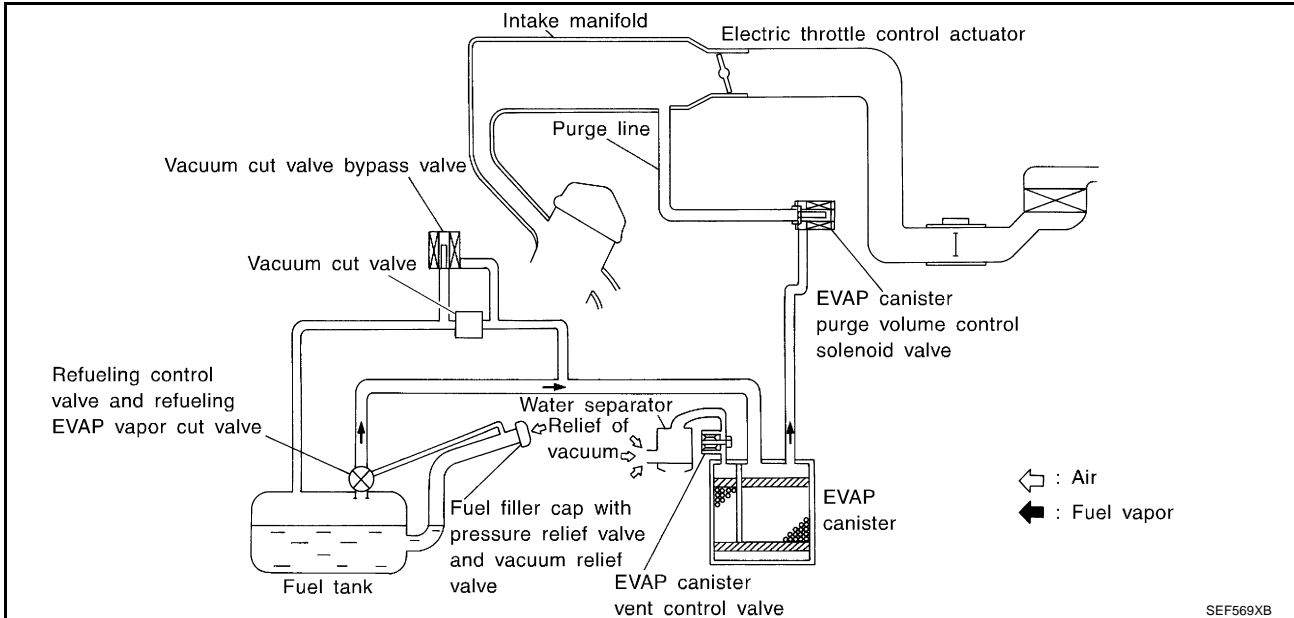 Intake manifold
Electric throttle control actuator
Purge line
Vacuum cut valve bypass valve
Vacuum cut valve
EVAP canister
purge volume control
solenoid valve
Refueling control
valve and refueling
EVAP vapor cut valve
Water separator
Relief of
vacuum
Fuel filler cap with
pressure relief valve
and vacuum relief
valve
EVAP
canister
: Air
: Fuel vapor
Fuel tank
EVAP canister
vent control valve
SEF569XB